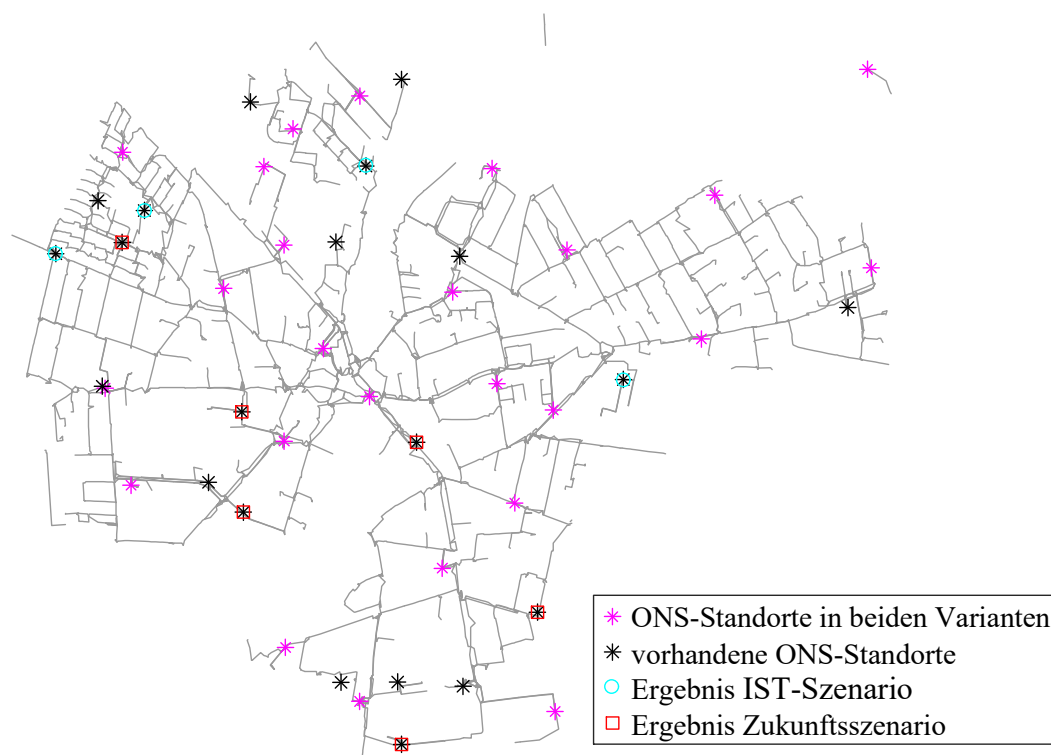 ONS-Standorte in beiden Varianten
vorhandene ONS-Standorte
Ergebnis IST-Szenario
Ergebnis Zukunftsszenario